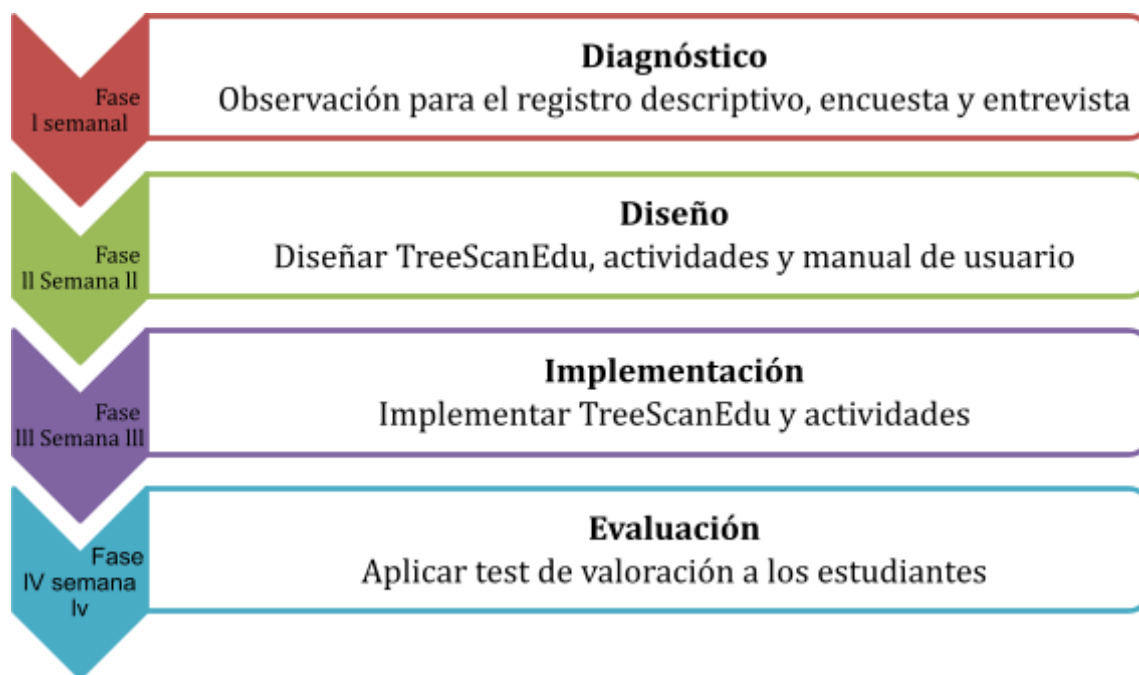 Fase
l semanal
Diagnóstico
Observación para el registro descriptivo, encuesta y entrevista
Fase
ll Semana ll
Diseño
Diseñar TreeScanEdu, actividades y manual de usuario
Fase
lll Semana lll
Implementación
Implementar TreeScanEdu y actividades
Fase
IV semana
Iv
Evaluación
Aplicar test de valoración a los estudiantes